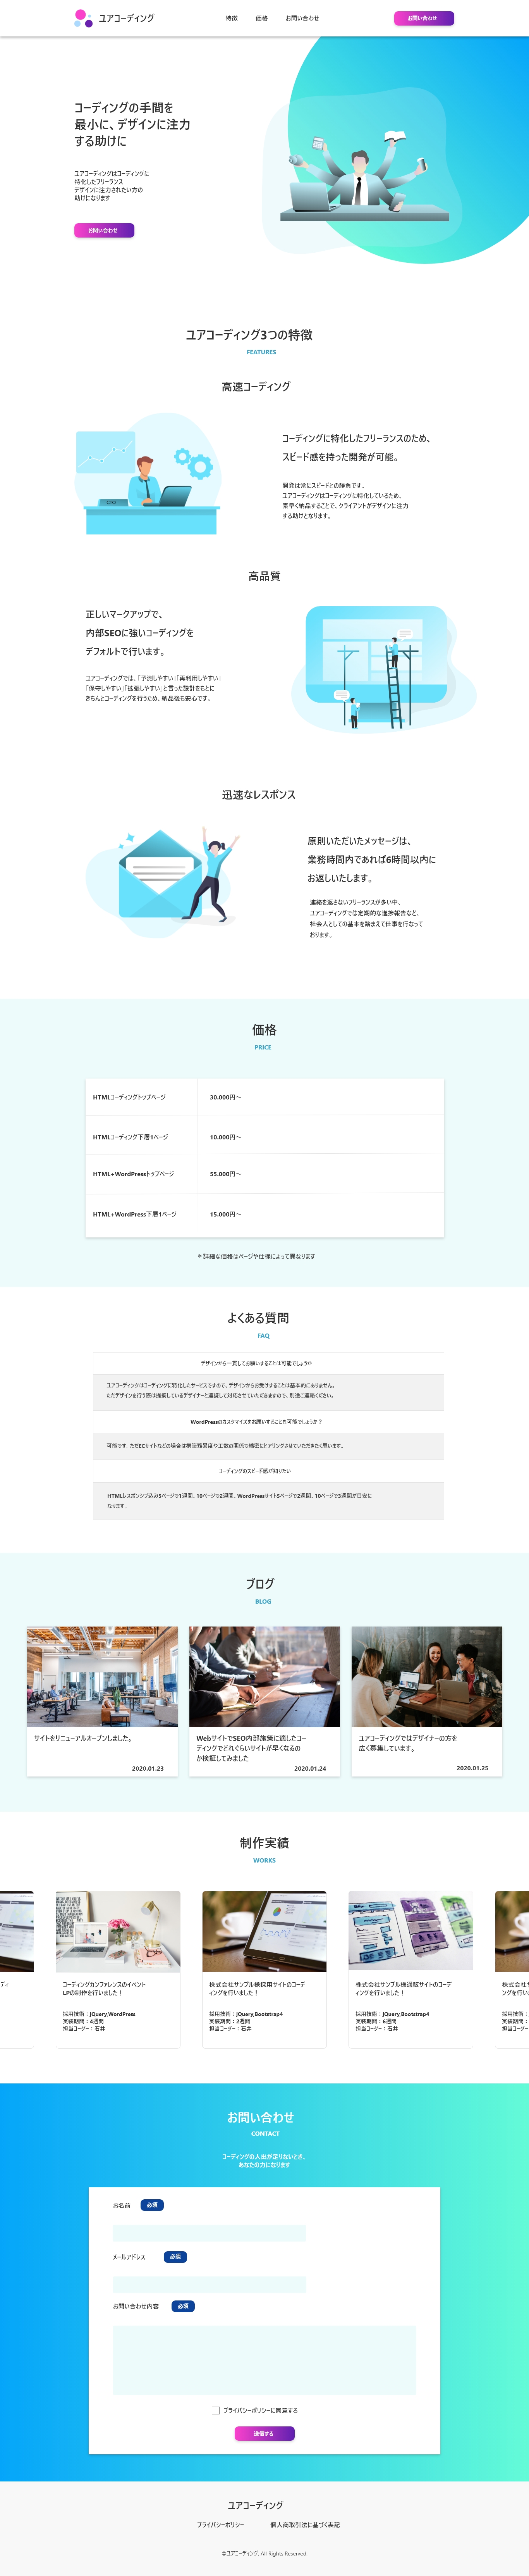 ユアコーディング
特徴
価格
お問い合わせ
お問い合わせ
コーディングの手間を
最小に、デザインに注力
する助けに
ユアコーディングはコーディングに
特化したフリーランス
デザインに注力されたい方の
助けになります
お問い合わせ
ユアコーディング3つの特徴
FEATURES
高速コーディング
コーディングに特化したフリーランスのため、
スピード感を持った開発が可能。
開発は常にスピードとの勝負です。
ユアコーディングはコーディングに特化しているため、
素早く納品することで、クライアントがデザインに注力
する助けとなります。
高品質
正しいマークアップで、
内部SEOに強いコーディングを
デフォルトで行います。
ユアコーディングでは、「予測しやすい」「再利用しやすい」
「保守しやすい」「拡張しやすい」と言った設計をもとに
きちんとコーディングを行うため、納品後も安心です。
迅速なレスポンス
原則いただいたメッセージは、
業務時間内であれば6時間以内に
お返しいたします。
連絡を返さないフリーランスが多い中、
ユアコーディングでは定期的な進捗報告など、
社会人としての基本を踏まえて仕事を行なって
おります。
価格
PRICE
HTMLコーディングトップページ
30.000円〜
HTMLコーディング下層1ページ
10.000円〜
HTML+WordPressトップページ
55.000円〜
HTML+WordPress下層1ページ
15.000円〜
＊詳細な価格はページや仕様によって異なります
よくある質問
FAQ
デザインから一貫してお願いすることは可能でしょうか
ユアコーディングはコーディングに特化したサービスですので、デザインからお受けすることは基本的にありません。
ただデザインを行う際は提携しているデザイナーと連携して対応させていただきますので、別途ご連絡ください。
WordPressのカスタマイズをお願いすることも可能でしょうか？
可能です。ただECサイトなどの場合は構築難易度や工数の関係で綿密にヒアリングさせていただきたく思います。
コーディングのスピード感が知りたい
HTMLレスポンシブ込み5ページで1週間、10ページで2週間、WordPressサイト5ページで2週間、10ページで3週間が目安に
なります。
ブログ
BLOG
サイトをリニューアルオープンしました。
2020.01.23
WebサイトでSEO内部施策に適したコー
ディングでどれぐらいサイトが早くなるの
か検証してみました
2020.01.24
ユアコーディングではデザイナーの方を
広く募集しています。
2020.01.25
制作実績
WORKS
ディ
コーディングカンファレンスのイベント
LPの制作を行いました！
採用技術：jQuery,WordPress
実装期間：4週間
担当コーダー：石井
株式会社サンプル様採用サイトのコーデ
ィングを行いました！
採用技術：jQuery,Bootstrap4
実装期間：2週間
担当コーダー：石井
株式会社サンプル様通販サイトのコーデ
ィングを行いました！
採用技術：jQuery,Bootstrap4
実装期間：6週間
担当コーダー：石井
株式会社サ
ングを行い
採用技術：
実装期間：
担当コーダ
お問い合わせ
CONTACT
コーディングの人出が足りないとき、
あなたの力になります
お名前
必須
メールアドレス
必須
お問い合わせ内容
必須
プライバシーポリシーに同意する
送信する
ユアコーディング
プライバシーポリシー
個人商取引法に基づく表記
©ユアコーディング. All Rights Reserved.